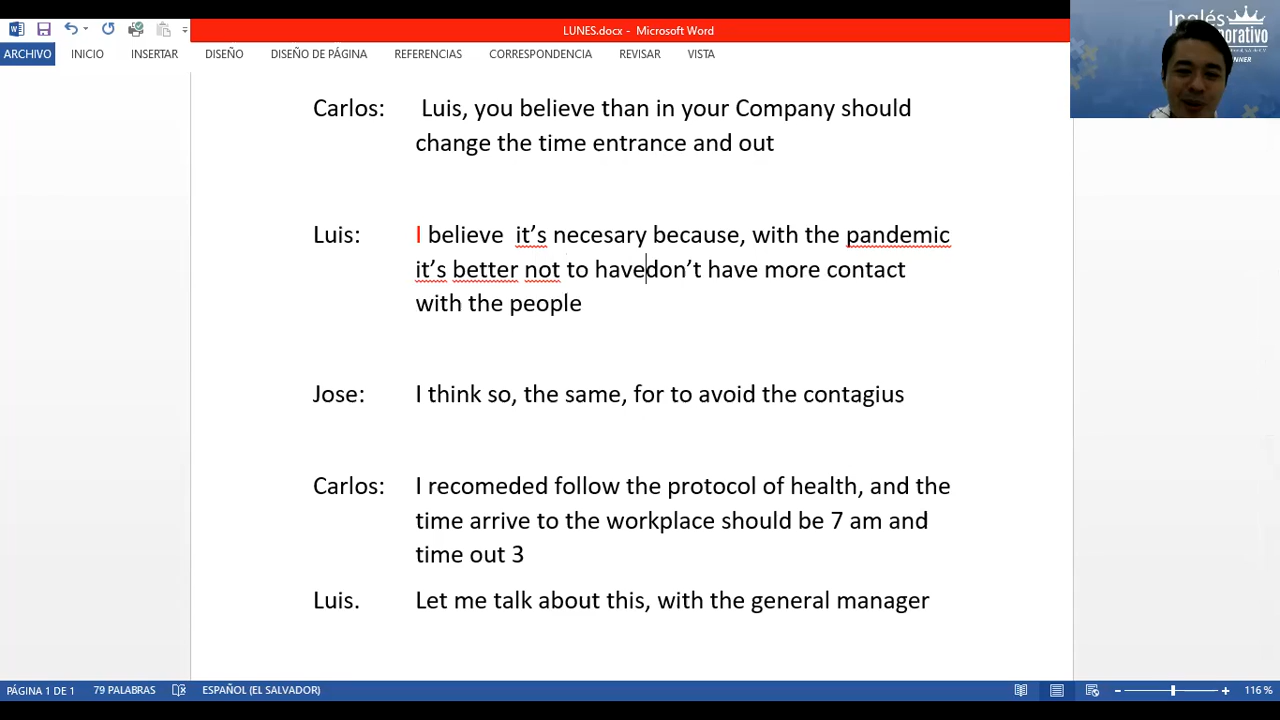 LUNES.docx - Microsoft Word
ARCHIVO INICIO INSERTAR DISEÑO DISEÑO DE PÁGINA REFERENCIAS CORRESPONDENCIA REVISAR VISTA
Inglés
orativo
NNER
Carlos: Luis, you believe than in your Company should
change the time entrance and out
Luis: I believe it’s necesary because, with the pandemic
it’s better not to havedon’t have more contact
with the people
Jose: I think so, the same, for to avoid the contagius
Carlos: I recomeded follow the protocol of health, and the
time arrive to the workplace should be 7 am and
time out 3
Luis. Let me talk about this, with the general manager
PÁGINA 1 DE 1 79 PALABRAS ESPAÑOL (EL SALVADOR) 116 %